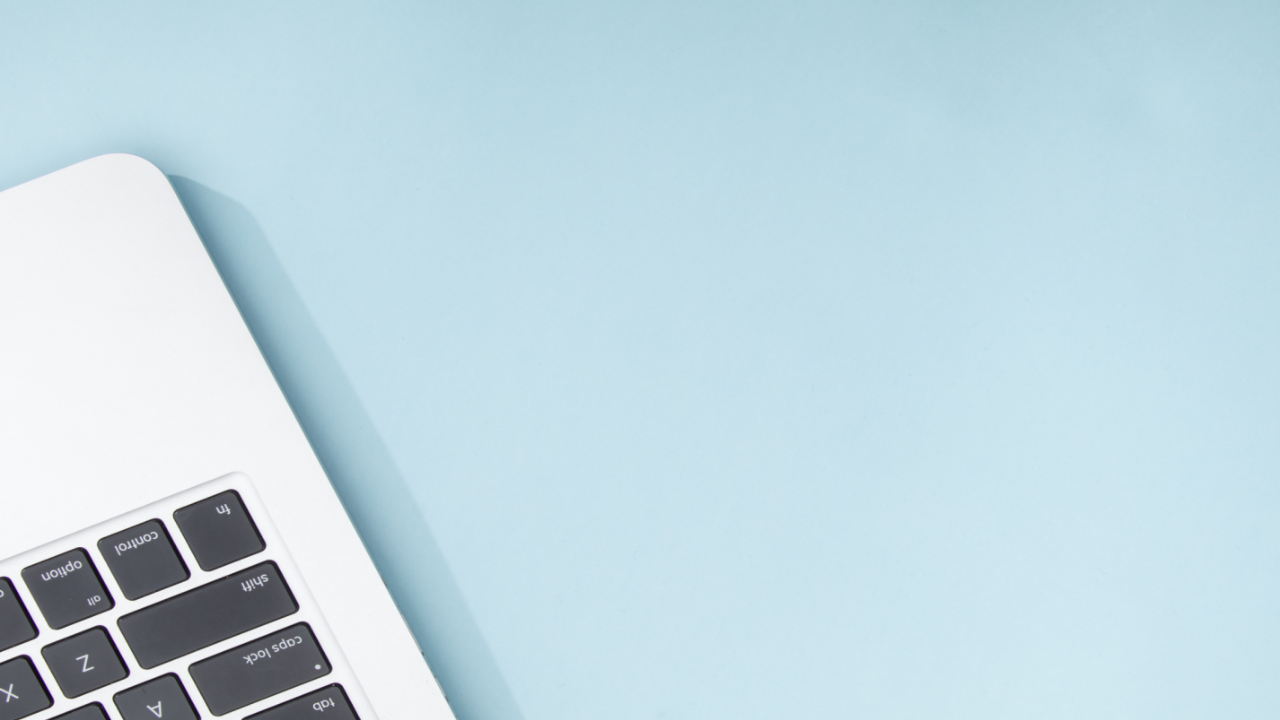 fn
control
option
alt
shift
Z
X
caps lock
A
tab